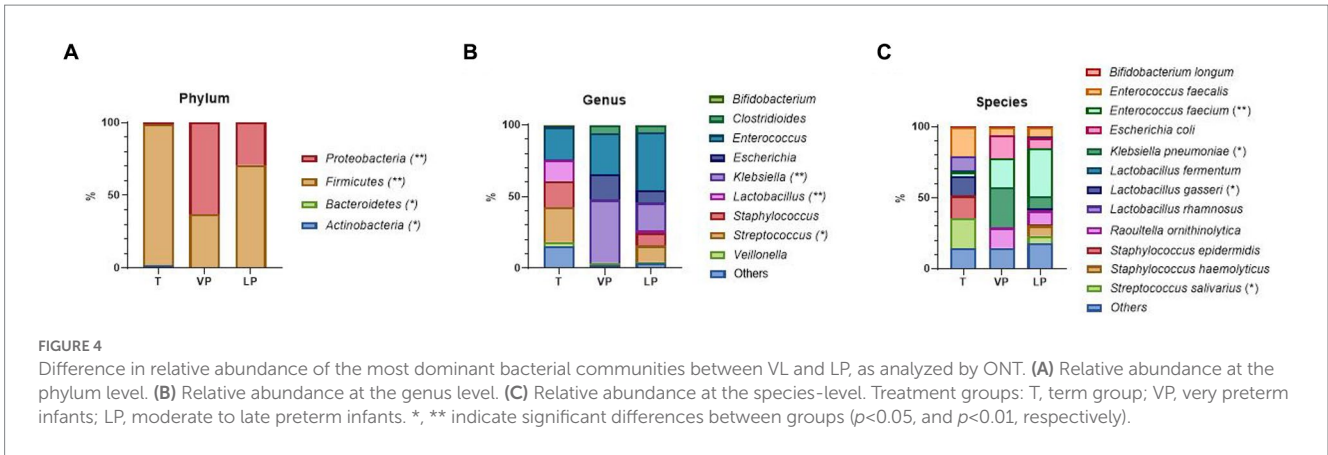 A
Phylum
100
50
0
%
T VP LP
Proteobacteria (**)
Firmicutes (**)
Bacteroidetes (*)
Actinobacteria (*)
B
Genus
100
50
0
%
T VP LP
Bifidobacterium
Clostridioides
Enterococcus
Escherichia
Klebsiella (**)
Lactobacillus (**)
Staphylococcus
Streptococcus (*)
Veillonella
Others
C
Species
100
50
0
%
T VP LP
Bifidobacterium longum
Enterococcus faecalis
Enterococcus faecium (**)
Escherichia coli
Klebsiella pneumoniae (*)
Lactobacillus fermentum
Lactobacillus gasseri (*)
Lactobacillus rhamnosus
Raoultella ornithinolytica
Staphylococcus epidermidis
Staphylococcus haemolyticus
Streptococcus salivarius (*)
Others
FIGURE 4
Difference in relative abundance of the most dominant bacterial communities between VL and LP, as analyzed by ONT. (A) Relative abundance at the
phylum level. (B) Relative abundance at the genus level. (C) Relative abundance at the species-level. Treatment groups: T, term group; VP, very preterm
infants; LP, moderate to late preterm infants. *, ** indicate significant differences between groups (p<0.05, and p<0.01, respectively).